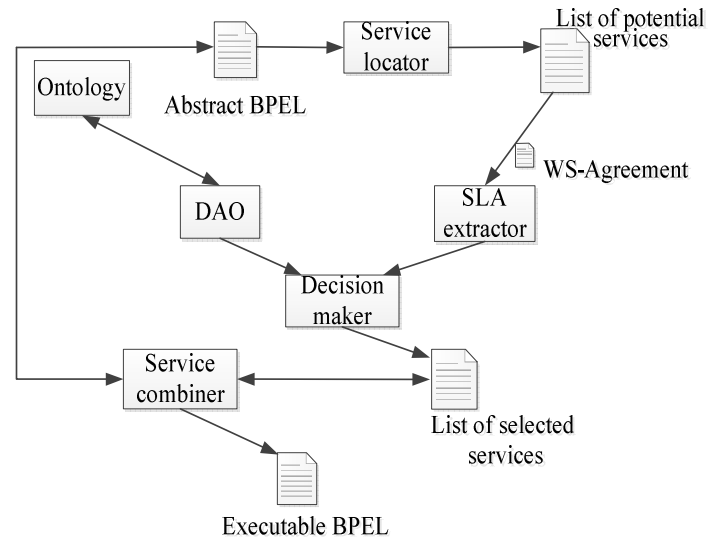 Service
locator
List of potential
services
Ontology
Abstract BPEL
WS-Agreement
DAO
SLA
extractor
Decision
maker
Service
combiner
List of selected
services
Executable BPEL